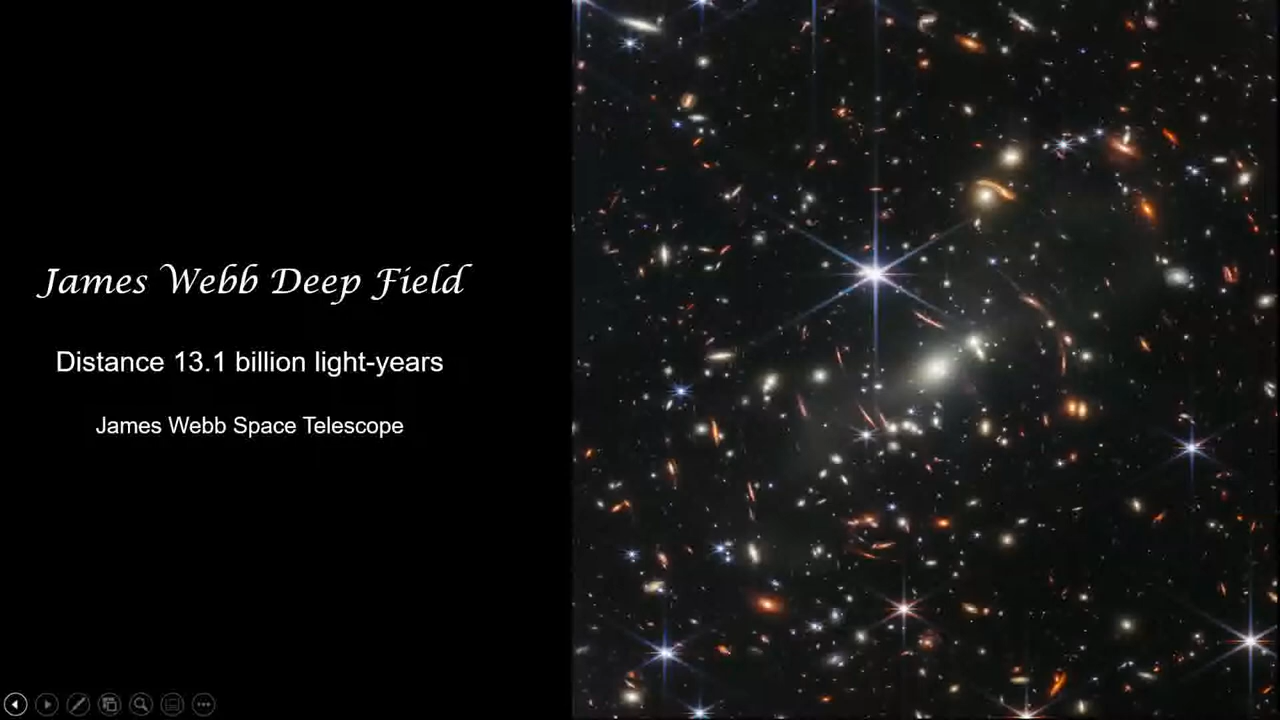 James Webb Deep Field
Distance 13.1 billion light-years
James Webb Space Telescope